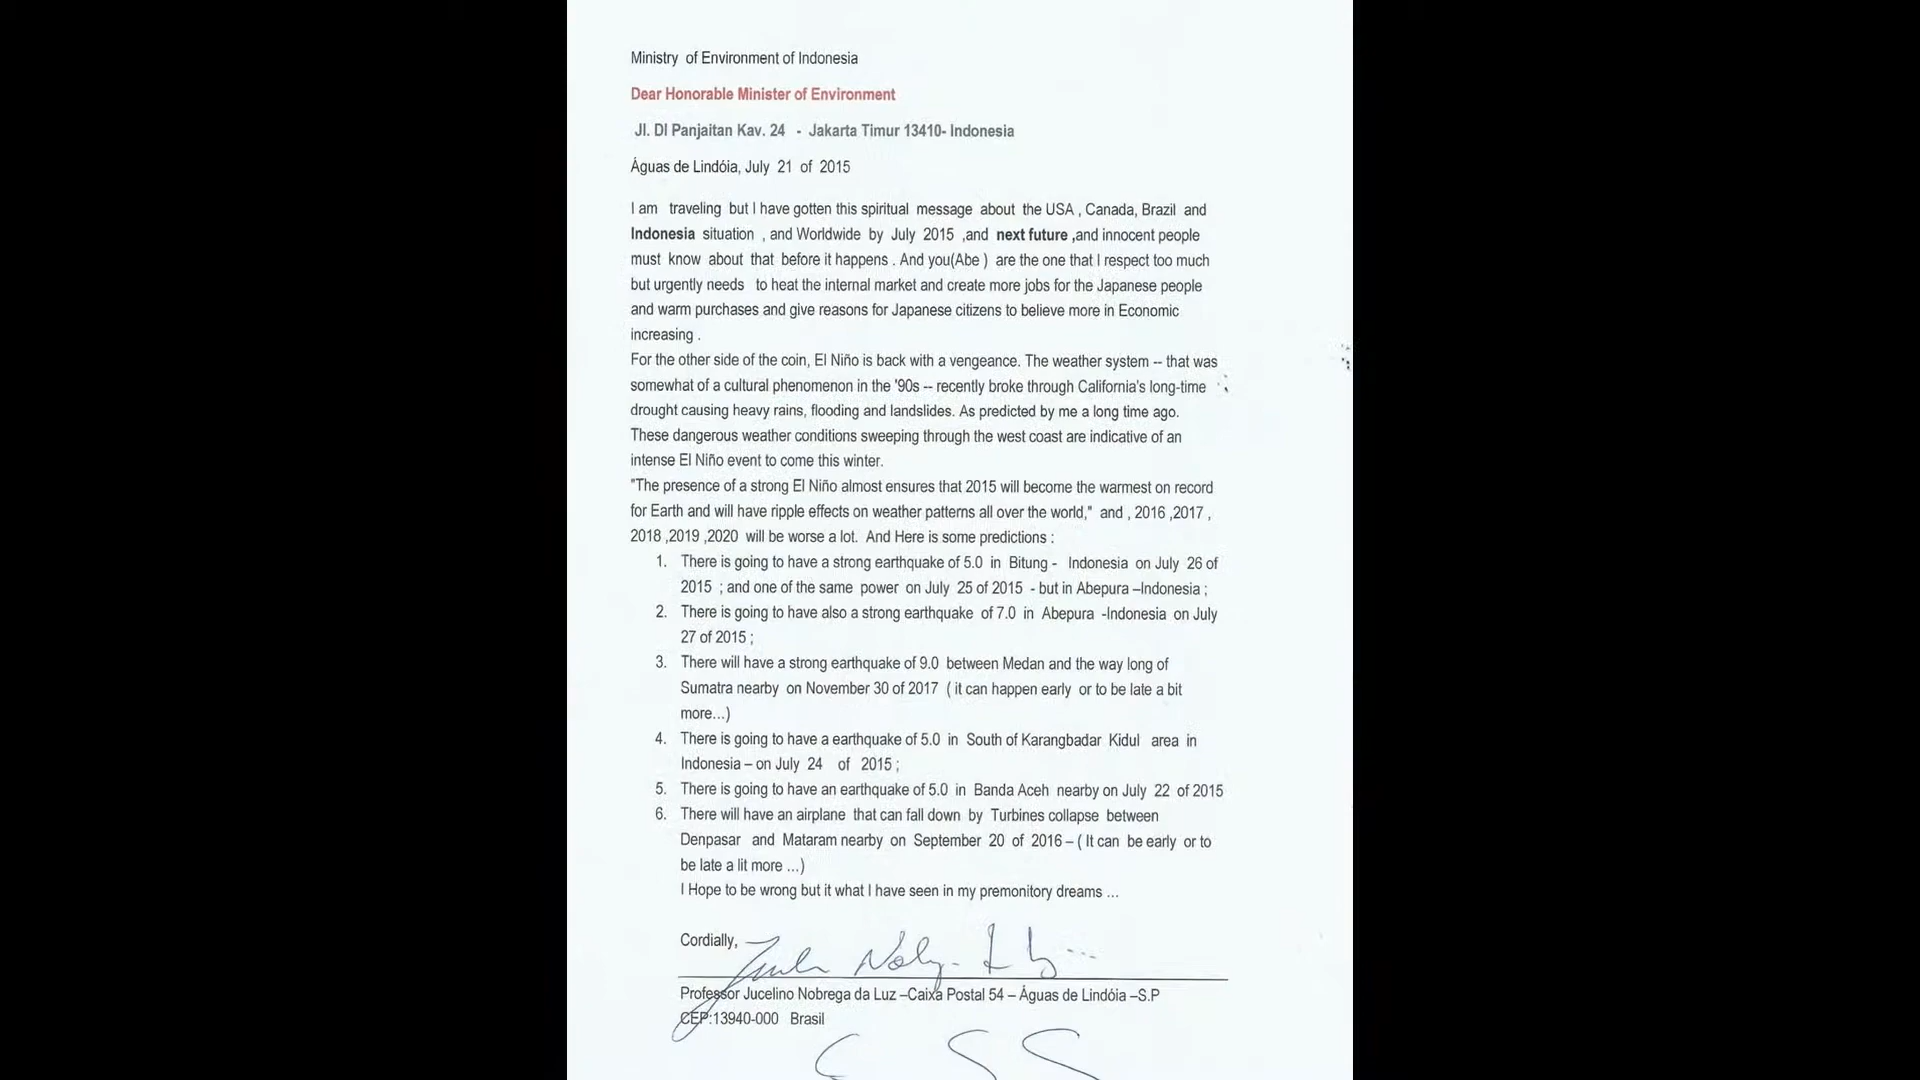 Ministry of Environment of Indonesia
Dear Honorable Minister of Environment
Jl. DI Panjaitan Kav. 24 - Jakarta Timur 13410- Indonesia
Águas de Lindóia, July 21 of 2015
I am traveling but I have gotten this spiritual message about the USA , Canada, Brazil and
Indonesia situation , and Worldwide by July 2015 ,and next future ,and innocent people
must know about that before it happens . And you(Abe ) are the one that I respect too much
but urgently needs to heat the internal market and create more jobs for the Japanese people
and warm purchases and give reasons for Japanese citizens to believe more in Economic
increasing .
For the other side of the coin, El Niño is back with a vengeance. The weather system -- that was
somewhat of a cultural phenomenon in the '90s -- recently broke through California's long-time
drought causing heavy rains, flooding and landslides. As predicted by me a long time ago.
These dangerous weather conditions sweeping through the west coast are indicative of an
intense El Niño event to come this winter.
"The presence of a strong El Niño almost ensures that 2015 will become the warmest on record
for Earth and will have ripple effects on weather patterns all over the world," and , 2016 ,2017 ,
2018 ,2019 ,2020 will be worse a lot. And Here is some predictions :
1. There is going to have a strong earthquake of 5.0 in Bitung - Indonesia on July 26 of
2015 ; and one of the same power on July 25 of 2015 - but in Abepura –Indonesia ;
2. There is going to have also a strong earthquake of 7.0 in Abepura -Indonesia on July
27 of 2015 ;
3. There will have a strong earthquake of 9.0 between Medan and the way long of
Sumatra nearby on November 30 of 2017 ( it can happen early or to be late a bit
more...)
4. There is going to have a earthquake of 5.0 in South of Karangbadar Kidul area in
Indonesia – on July 24 of 2015 ;
5. There is going to have an earthquake of 5.0 in Banda Aceh nearby on July 22 of 2015
6. There will have an airplane that can fall down by Turbines collapse between
Denpasar and Mataram nearby on September 20 of 2016 – ( It can be early or to
be late a lit more ...)
I Hope to be wrong but it what I have seen in my premonitory dreams ...
Cordially,
Professor Jucelino Nobrega da Luz –Caixa Postal 54 – Águas de Lindóia –S.P
CEP:13940-000 Brasil